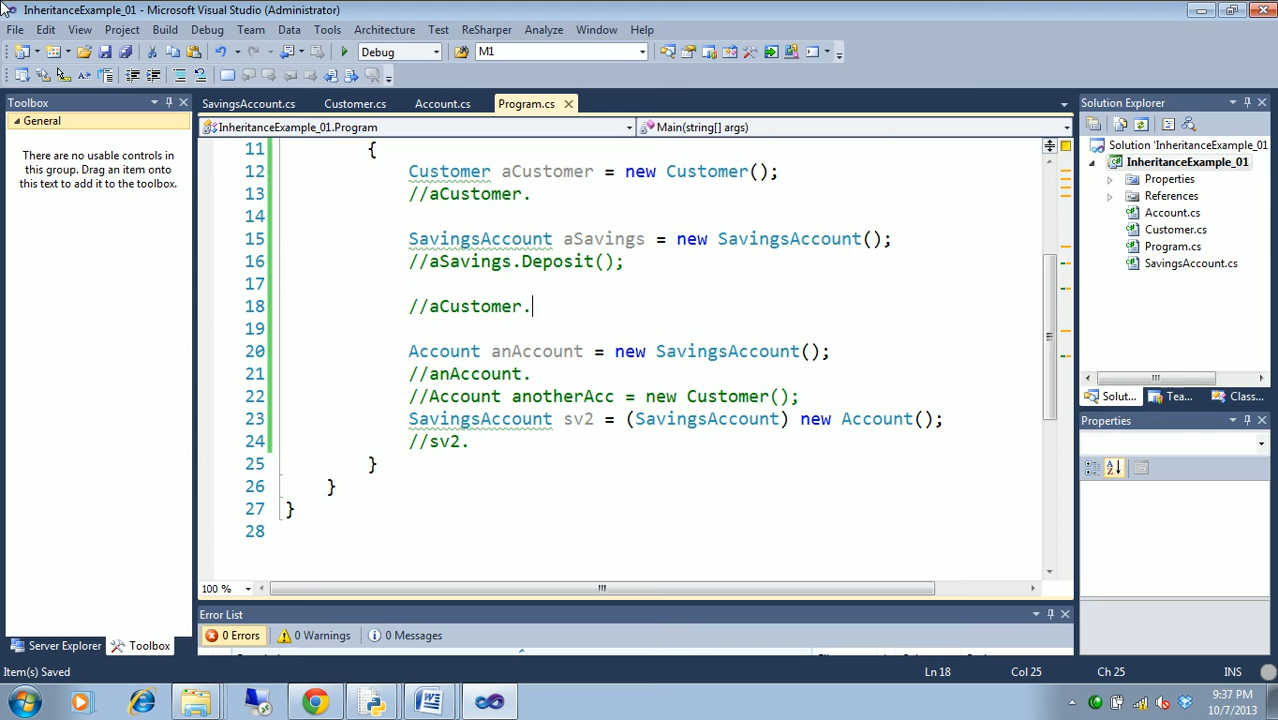 InheritanceExample_01 - Microsoft Visual Studio (Administrator)
File Edit View Project Build Debug Team Data Tools Architecture Test ReSharper Analyze Window Help
Debug M1
Toolbox SavingsAccount.cs Customer.cs Account.cs Program.cs Solution Explorer
General
InheritanceExample_01.Program Main(string[] args)
There are no usable controls in
this group. Drag an item onto
this text to add it to the toolbox.
11 {
12 Customer aCustomer = new Customer();
13 //aCustomer.
14
15 SavingsAccount aSavings = new SavingsAccount();
16 //aSavings.Deposit();
17
18 //aCustomer.
19
20 Account anAccount = new SavingsAccount();
21 //anAccount.
22 //Account anotherAcc = new Customer();
23 SavingsAccount sv2 = (SavingsAccount) new Account();
24 //sv2.
25 }
26 }
27 }
28
Solution 'InheritanceExample_01
InheritanceExample_01
Properties
References
Account.cs
Customer.cs
Program.cs
SavingsAccount.cs
Solut... Tea... Class...
Properties
100 %
Error List
0 Errors 0 Warnings 0 Messages
Server Explorer Toolbox
Item(s) Saved Ln 18 Col 25 Ch 25 INS
9:37 PM
10/7/2013